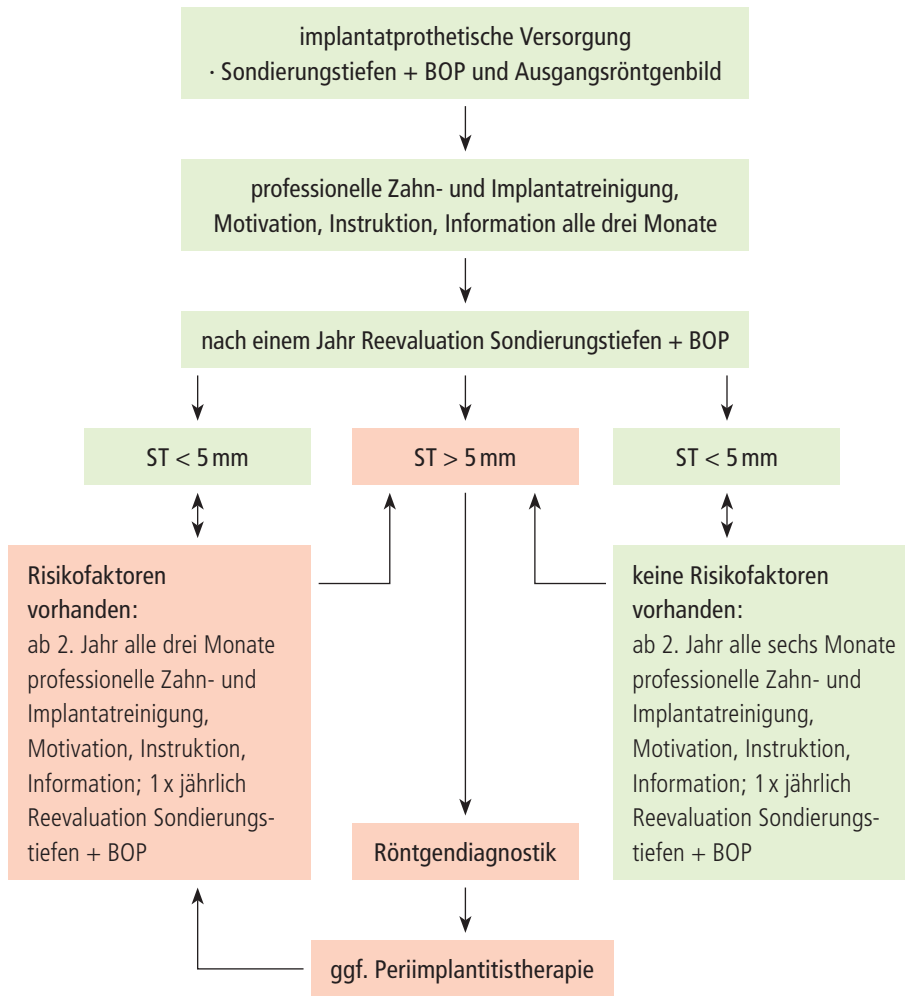 implantatprothetische Versorgung
· Sondierungstiefen + BOP und Ausgangsröntgenbild
professionelle Zahn- und Implantatreinigung,
Motivation, Instruktion, Information alle drei Monate
nach einem Jahr Reevaluation Sondierungstiefen + BOP
ST < 5 mm
ST > 5 mm
ST < 5 mm
Risikofaktoren
vorhanden:
ab 2. Jahr alle drei Monate
professionelle Zahn- und
Implantatreinigung,
Motivation, Instruktion,
Information; 1 x jährlich
Reevaluation Sondierungs-
tiefen + BOP
keine Risikofaktoren
vorhanden:
ab 2. Jahr alle sechs Monate
professionelle Zahn- und
Implantatreinigung,
Motivation, Instruktion,
Information; 1 x jährlich
Reevaluation Sondierungs-
tiefen + BOP
Röntgendiagnostik
ggf. Periimplantitistherapie